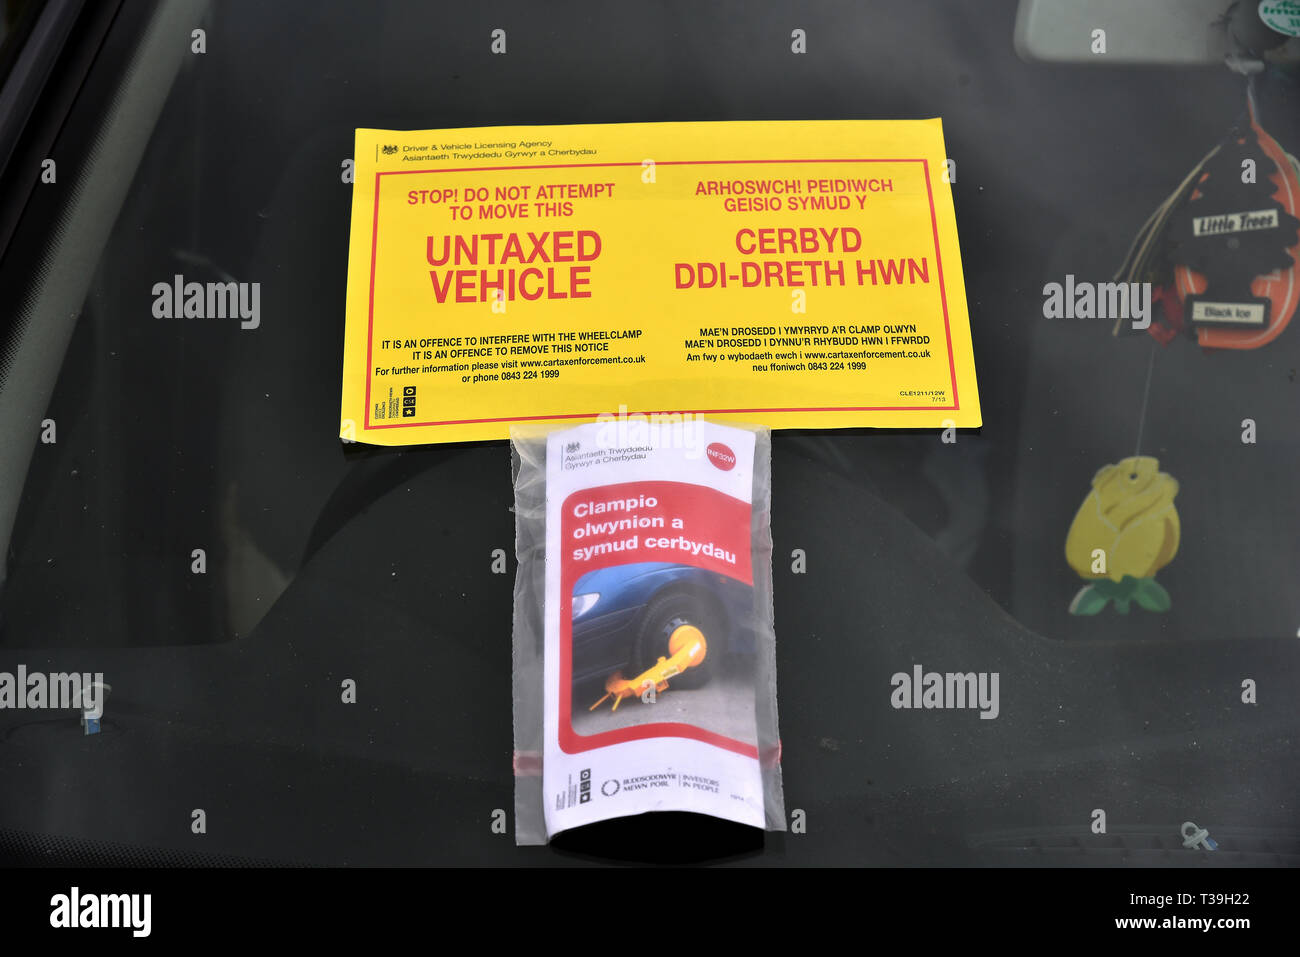 Driver & Vehicle Licensing Agency
Asiantaeth Trwyddedu Gyrwyr a Cherbydau
STOP! DO NOT ATTEMPT
TO MOVE THIS
UNTAXED
VEHICLE
IT IS AN OFFENCE TO INTERFERE WITH THE WHEELCLAMP
IT IS AN OFFENCE TO REMOVE THIS NOTICE
For further information please visit www.cartaxenforcement.co.uk
or phone 0843 224 1999
ARHOSWCH! PEIDIWCH
GEISIO SYMUD Y
CERBYD
DDI-DRETH HWN
MAE'N DROSEDD I YMYRRYD A'R CLAMP OLWYN
MAE'N DROSEDD I DYNNU'R RHYBUDD HWN I FFWRDD
Am fwy o wybodaeth ewch i www.cartaxenforcement.co.uk
neu ffoniwch 0843 224 1999
CSE
CLE1211/12W
7/13
Asiantaeth Trwyddedu
Gyrwyr a Cherbydau
INF32W
Clampio
olwynion a
symud cerbydau
BUDDSODDWYR
MEWN POBL
INVESTORS
IN PEOPLE
Little Trees
Black Ice
alamy
alamy
alamy
alamy
alamy
alamy
Image ID: T39H22
www.alamy.com